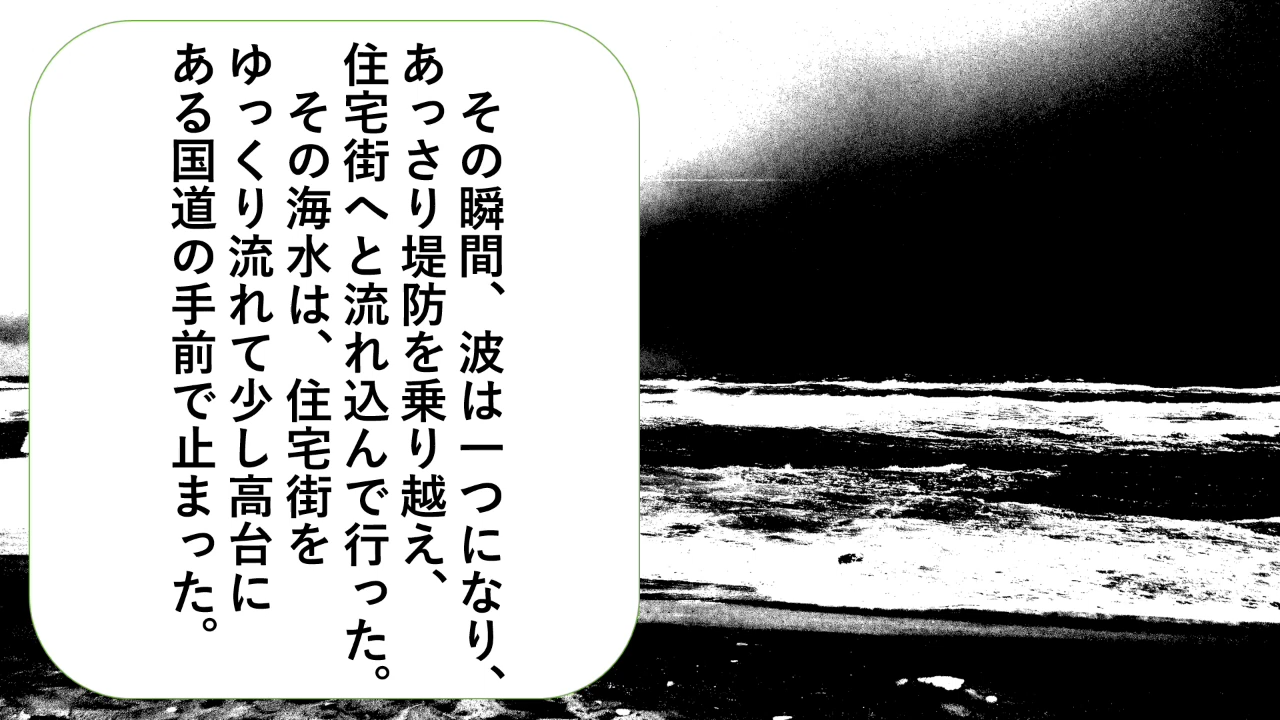 その瞬間、波は一つになり、
あっさり堤防を乗り越え、
住宅街へと流れ込んで行った。
その海水は、住宅街を
ゆっくり流れて少し高台に
ある国道の手前で止まった。